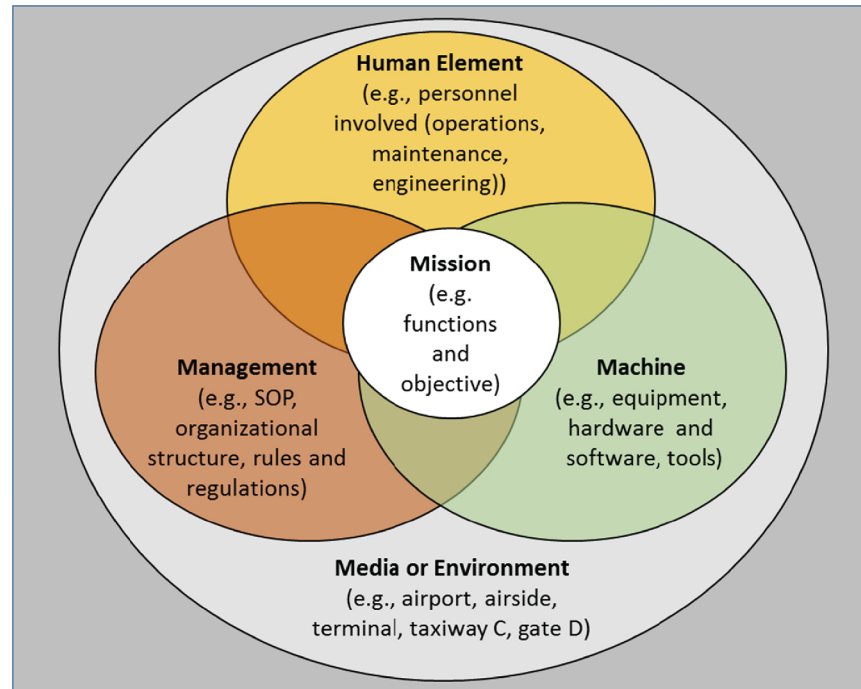 Human Element
(e.g., personnel
involved (operations,
maintenance,
engineering))
Mission
(e.g.
functions
and
objective)
Management
(e.g., SOP,
organizational
structure, rules and
regulations)
Machine
(e.g., equipment,
hardware and
software, tools)
Media or Environment
(e.g., airport, airside,
terminal, taxiway C, gate D)